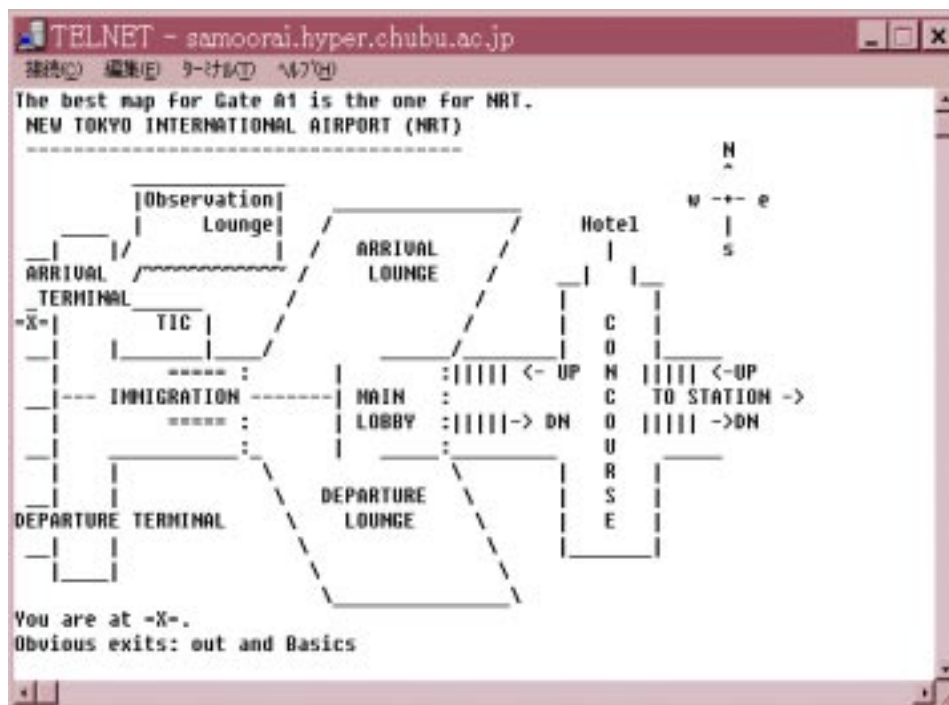 TELNET - samoorai.hyper.chubu.ac.jp
接続(C) 編集(E) ターミナル(T) ヘルプ(H)
The best map for Gate A1 is the one for NRT.
NEW TOKYO INTERNATIONAL AIRPORT (NRT)
N
Observation w -+- e
Lounge Hotel
ARRIVAL s
ARRIVAL LOUNGE
TERMINAL
=X= TIC C
O
===== : : <- UP N <-UP
IMMIGRATION MAIN : C TO STATION ->
===== : LOBBY : -> DN O ->DN
U
R
DEPARTURE S
DEPARTURE TERMINAL LOUNGE E
You are at =X=.
Obvious exits: out and Basics